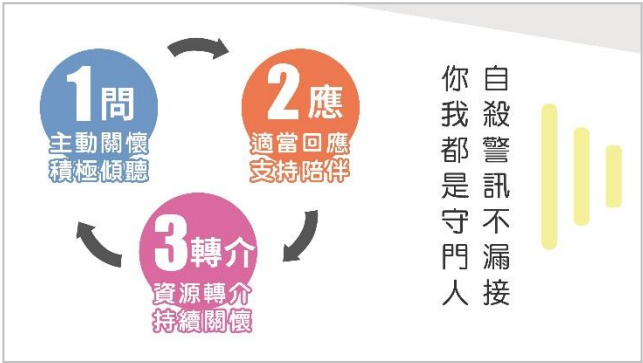 1問
主動關懷
積極傾聽
2應
適當回應
支持陪伴
3轉介
資源轉介
持續關懷
自殺警訊不漏接
你我都是守門人